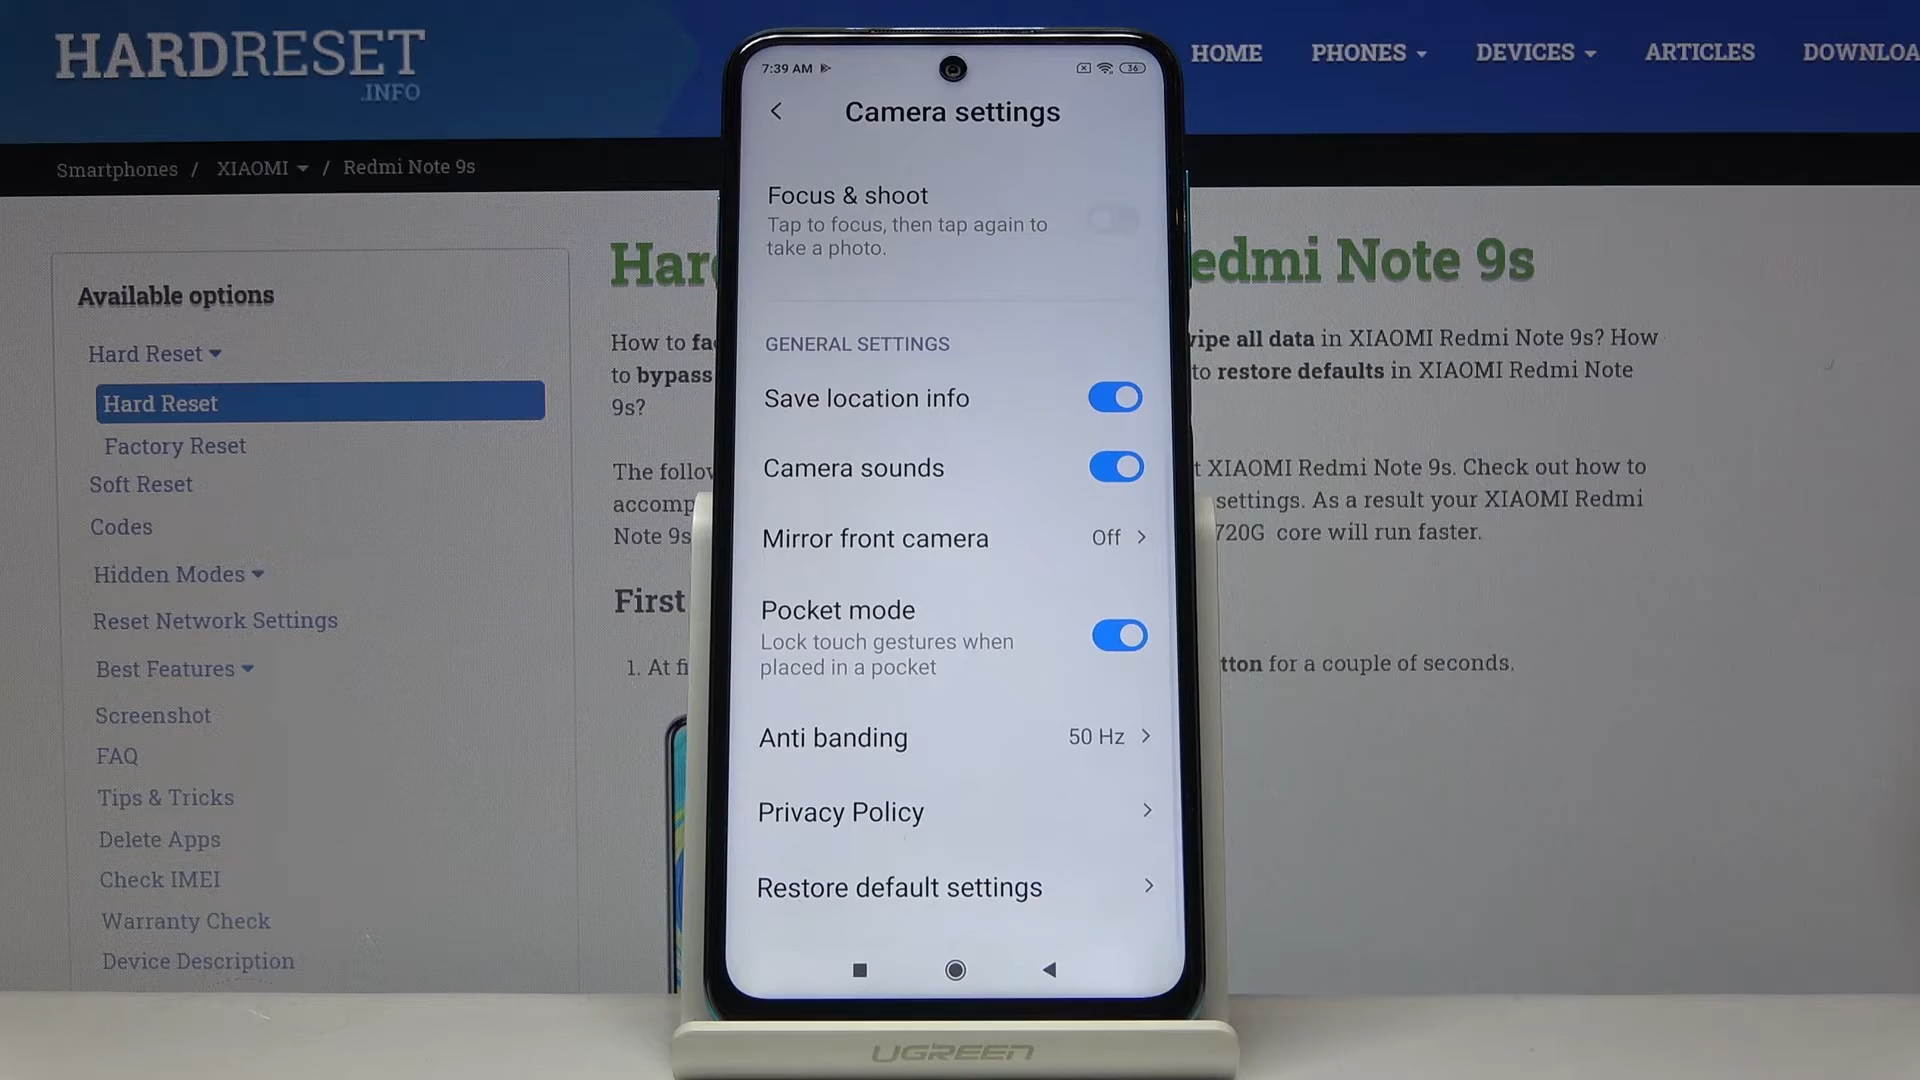 HARDRESET
.INFO
HOME PHONES DEVICES ARTICLES DOWNLOA
Smartphones / XIAOMI / Redmi Note 9s
Available options
Hard Reset
Hard Reset
Factory Reset
Soft Reset
Codes
Hidden Modes
Reset Network Settings
Best Features
Screenshot
FAQ
Tips & Tricks
Delete Apps
Check IMEI
Warranty Check
Device Description
Har edmi Note 9s
How to fa wipe all data in XIAOMI Redmi Note 9s? How
to bypass to restore defaults in XIAOMI Redmi Note
9s?
The follow t XIAOMI Redmi Note 9s. Check out how to
accomp settings. As a result your XIAOMI Redmi
Note 9s 720G core will run faster.
First
1. At fi tton for a couple of seconds.
7:39 AM 36
Camera settings
Focus & shoot
Tap to focus, then tap again to
take a photo.
GENERAL SETTINGS
Save location info
Camera sounds
Mirror front camera Off
Pocket mode
Lock touch gestures when
placed in a pocket
Anti banding 50 Hz
Privacy Policy
Restore default settings
UGREEN